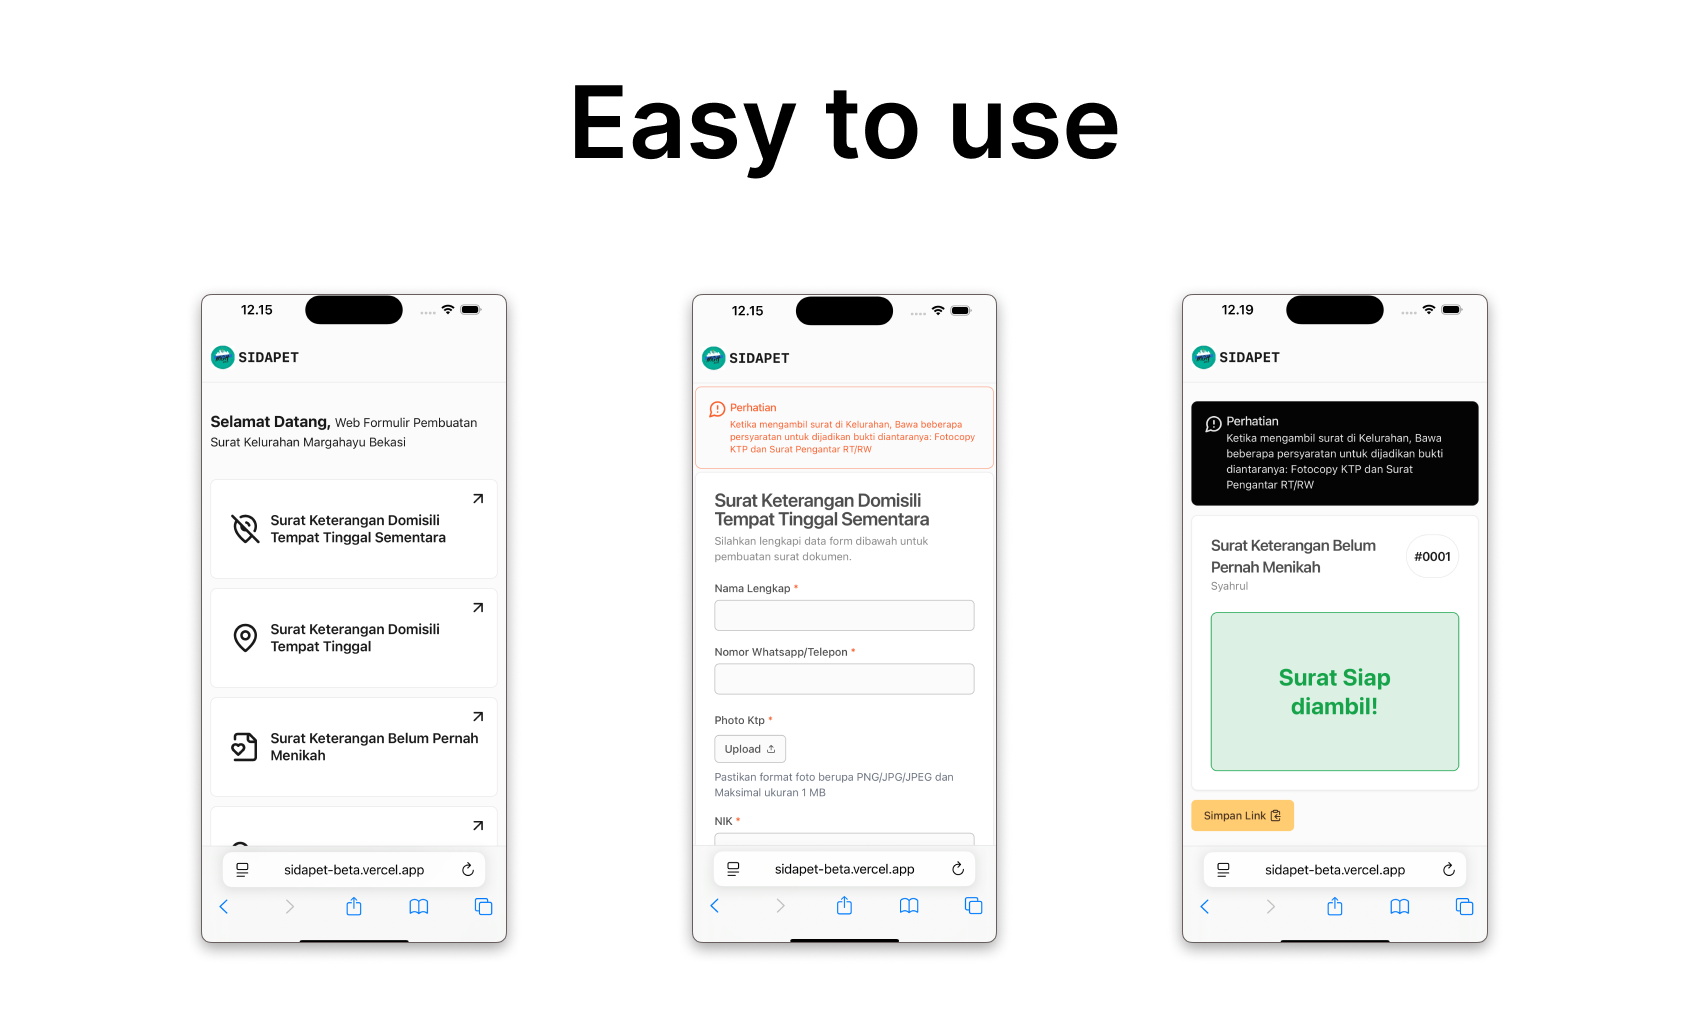 Easy to use
12.15
SIDAPET
Selamat Datang, Web Formulir Pembuatan
Surat Kelurahan Margahayu Bekasi
Surat Keterangan Domisili
Tempat Tinggal Sementara
Surat Keterangan Domisili
Tempat Tinggal
Surat Keterangan Belum Pernah
Menikah
sidapet-beta.vercel.app
12.15
SIDAPET
Perhatian
Ketika mengambil surat di Kelurahan, Bawa beberapa
persyaratan untuk dijadikan bukti diantaranya: Fotocopy
KTP dan Surat Pengantar RT/RW
Surat Keterangan Domisili
Tempat Tinggal Sementara
Silahkan lengkapi data form dibawah untuk
pembuatan surat dokumen.
Nama Lengkap *
Nomor Whatsapp/Telepon *
Photo Ktp *
Upload
Pastikan format foto berupa PNG/JPG/JPEG dan
Maksimal ukuran 1 MB
NIK *
sidapet-beta.vercel.app
12.19
SIDAPET
Perhatian
Ketika mengambil surat di Kelurahan, Bawa
beberapa persyaratan untuk dijadikan bukti
diantaranya: Fotocopy KTP dan Surat
Pengantar RT/RW
Surat Keterangan Belum
Pernah Menikah
#0001
Syahrul
Surat Siap
diambil!
Simpan Link
sidapet-beta.vercel.app